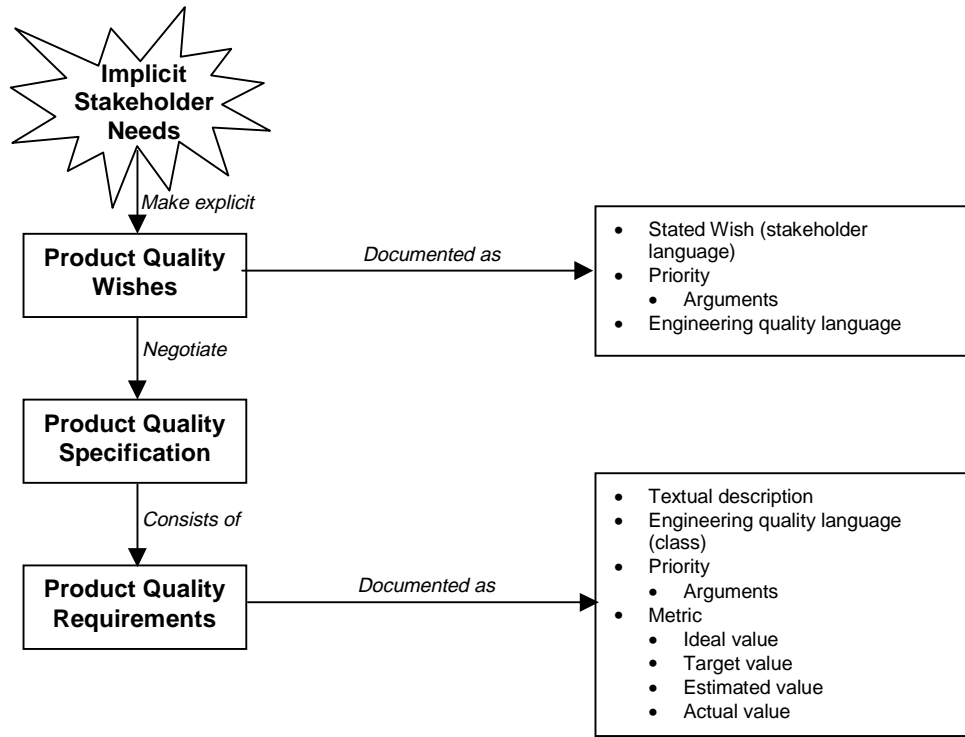 Implicit
Stakeholder
Needs
Make explicit
Product Quality
Wishes
Documented as
• Stated Wish (stakeholder
language)
• Priority
• Arguments
• Engineering quality language
Negotiate
Product Quality
Specification
Consists of
Product Quality
Requirements
Documented as
• Textual description
• Engineering quality language
(class)
• Priority
• Arguments
• Metric
• Ideal value
• Target value
• Estimated value
• Actual value